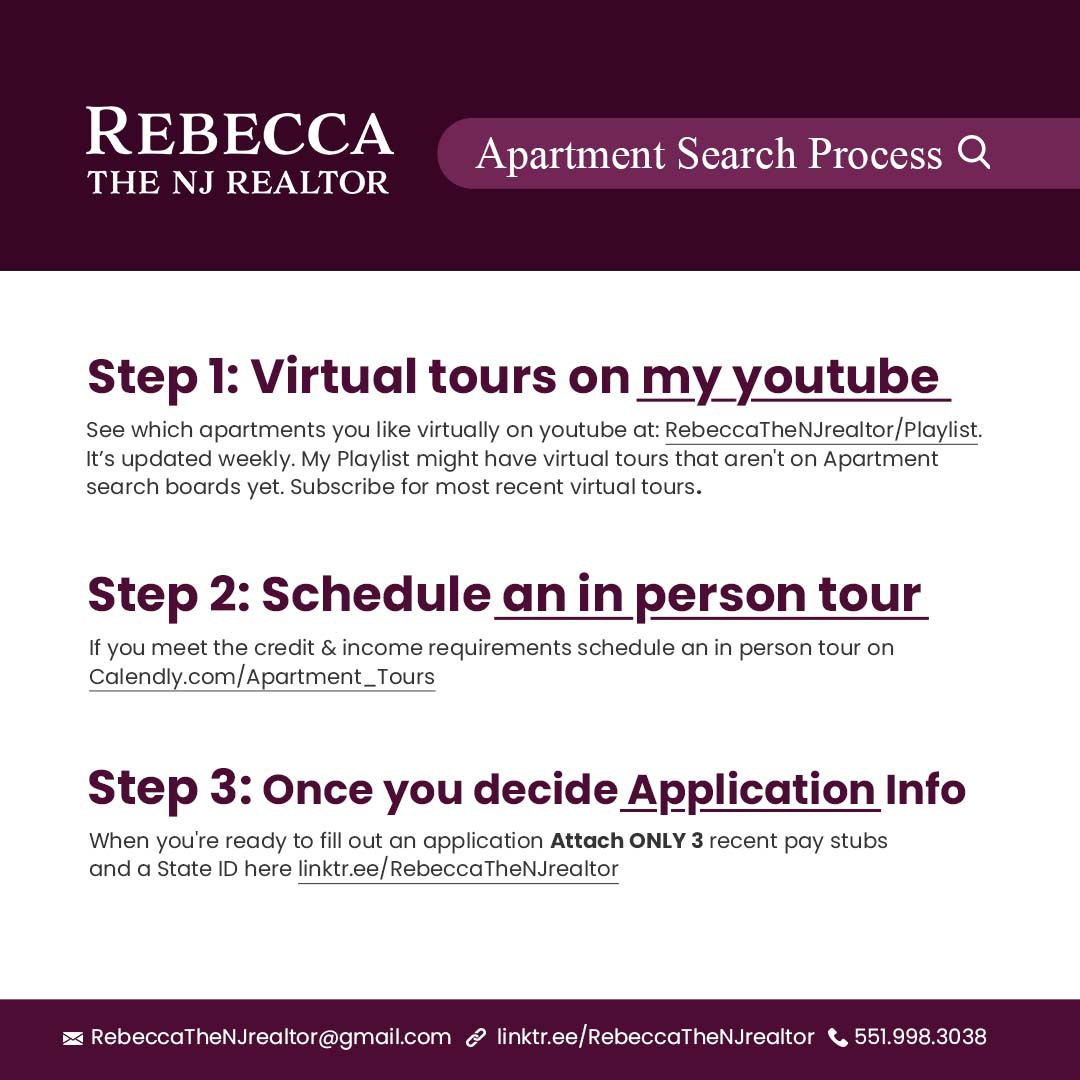 REBECCA
THE NJ REALTOR
Apartment Search Process
Step 1: Virtual tours on my youtube
See which apartments you like virtually on youtube at: RebeccaTheNJrealtor/Playlist.
It’s updated weekly. My Playlist might have virtual tours that aren't on Apartment
search boards yet. Subscribe for most recent virtual tours.
Step 2: Schedule an in person tour
If you meet the credit & income requirements schedule an in person tour on
Calendly.com/Apartment_Tours
Step 3: Once you decide Application Info
When you're ready to fill out an application Attach ONLY 3 recent pay stubs
and a State ID here linktr.ee/RebeccaTheNJrealtor
RebeccaTheNJrealtor@gmail.com linktr.ee/RebeccaTheNJrealtor 551.998.3038